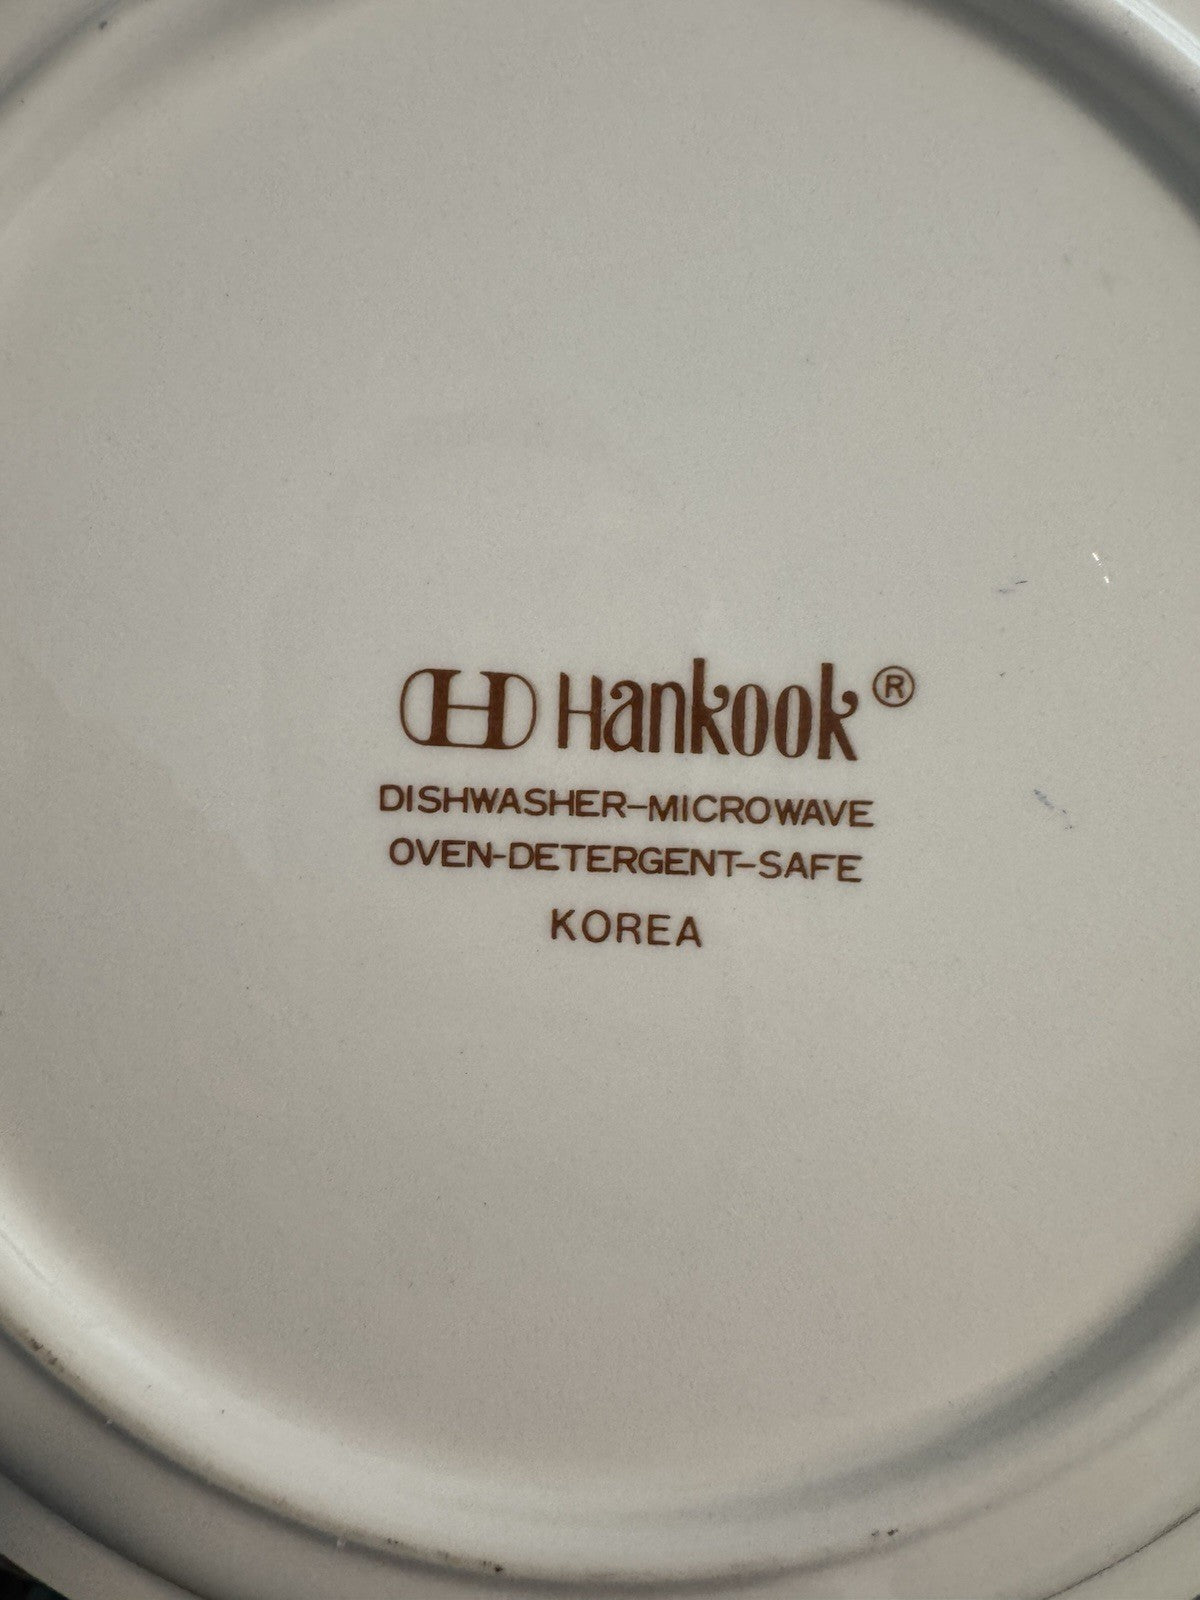 H Hankook®
DISHWASHER-MICROWAVE
OVEN-DETERGENT-SAFE
KOREA